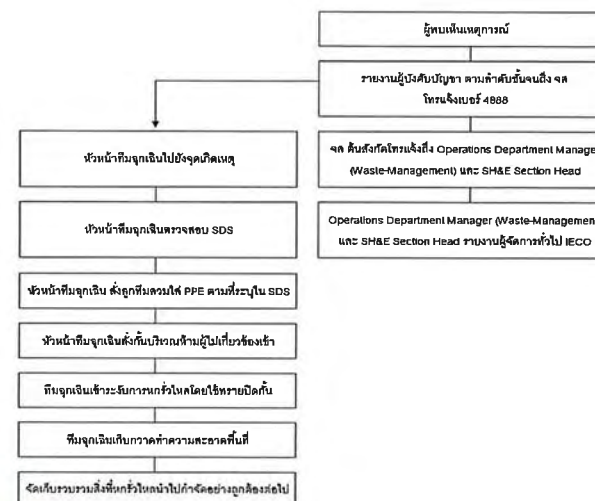 ผู้พบเห็นเหตุการณ์
รายงานผู้บังคับบัญชา ตามลำดับชั้นจนถึง จส
โทรแจ้งเบอร์ 4888
หัวหน้าทีมฉุกเฉินไปยังจุดเกิดเหตุ
จส ต้นสังกัดโทรแจ้งถึง Operations Department Manage
(Waste-Management) และ SH&E Section Head
หัวหน้าทีมฉุกเฉินตรวจสอบ SDS
Operations Department Manager (Waste-Managemen
และ SH&E Section Head รายงานผู้จัดการทั่วไป IECO
หัวหน้าทีมฉุกเฉิน สั่งลูกทีมสวมใส่ PPE ตามที่ระบุใน SDS
หัวหน้าทีมฉุกเฉินสั่งกั้นบริเวณห้ามผู้ไม่เกี่ยวข้องเข้า
ทีมฉุกเฉินเข้าระงับการหกรั่วไหลโดยใช้ทรายปิดกั้น
ทีมฉุกเฉินเก็บกวาดทำความสะอาดพื้นที่
จัดเก็บรวบรวมสิ่งที่หกรั่วไหลนำไปกำจัดอย่างถูกต้องต่อไป